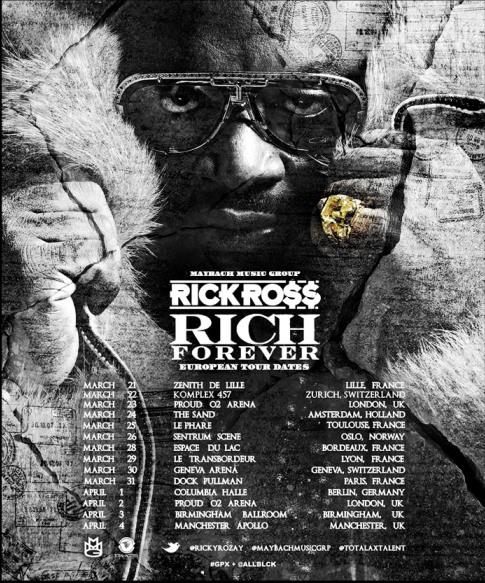 MAYBACH MUSIC GROUP
RICK RO$$
RICH
FOREVER
EUROPEAN TOUR DATES
MARCH 21 ZENITH DE LILLE LILLE, FRANCE
MARCH 22 KOMPLEX 457 ZURICH, SWITZERLAND
MARCH 23 PROUD O2 ARENA LONDON, UK
MARCH 24 THE SAND AMSTERDAM, HOLLAND
MARCH 25 LE PHARE TOULOUSE, FRANCE
MARCH 26 SENTRUM SCENE OSLO, NORWAY
MARCH 28 ESPACE DU LAC BORDEAUX, FRANCE
MARCH 29 LE TRANSBORDEUR LYON, FRANCE
MARCH 30 GENEVA ARENA GENEVA, SWITZERLAND
MARCH 31 DOCK PULLMAN PARIS, FRANCE
APRIL 1 COLUMBIA HALLE BERLIN, GERMANY
APRIL 2 PROUD O2 ARENA LONDON, UK
APRIL 3 BIRMINGHAM BALLROOM BIRMINGHAM, UK
APRIL 4 MANCHESTER APOLLO MANCHESTER, UK
@RICKYROZAY @MAYBACHMUSICGRP #TOTALAXTALENT
#GPX + @ALLBLCK